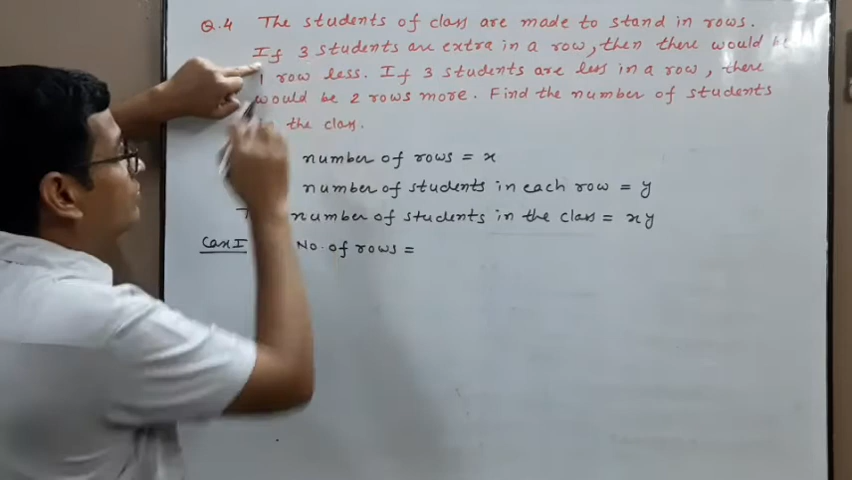 Q.4 The students of class are made to stand in rows.
If 3 students are extra in a row, then there would be
1 row less. If 3 students are less in a row, there
would be 2 rows more. Find the number of students
the class.
number of rows = x
number of students in each row = y
number of students in the class = xy
Case I No. of rows =